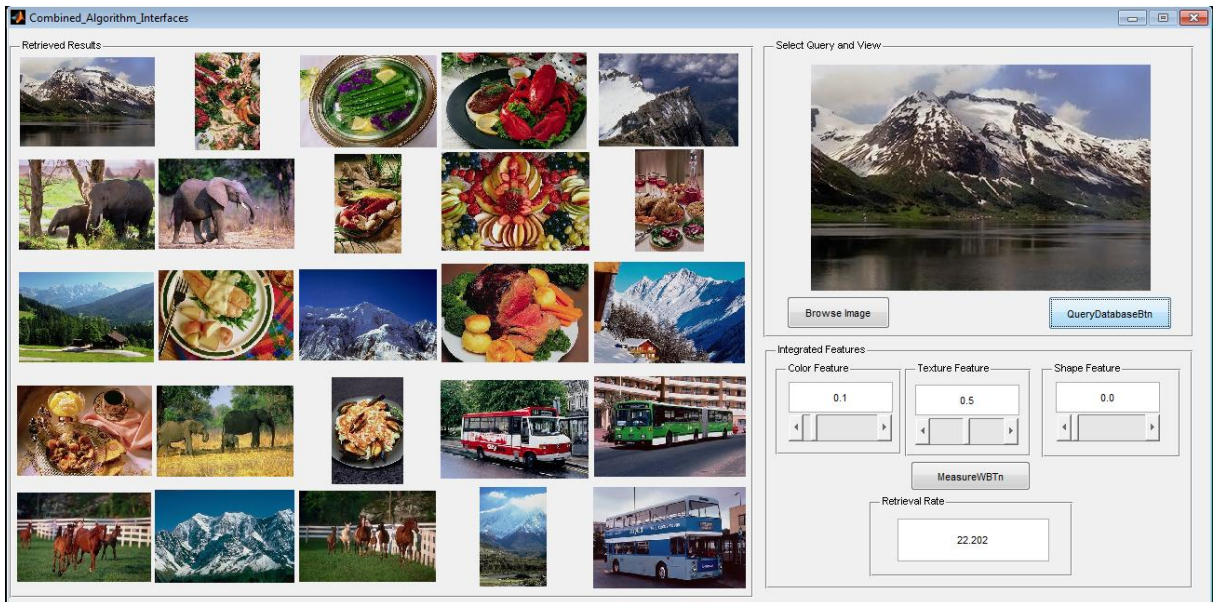 Combined_Algorithm_Interfaces
Retrieved Results
Select Query and View
Browse Image
QueryDatabaseBtn
Integrated Features
Color Feature
Texture Feature
Shape Feature
0.1
0.5
0.0
MeasureWBTn
Retrieval Rate
22.202